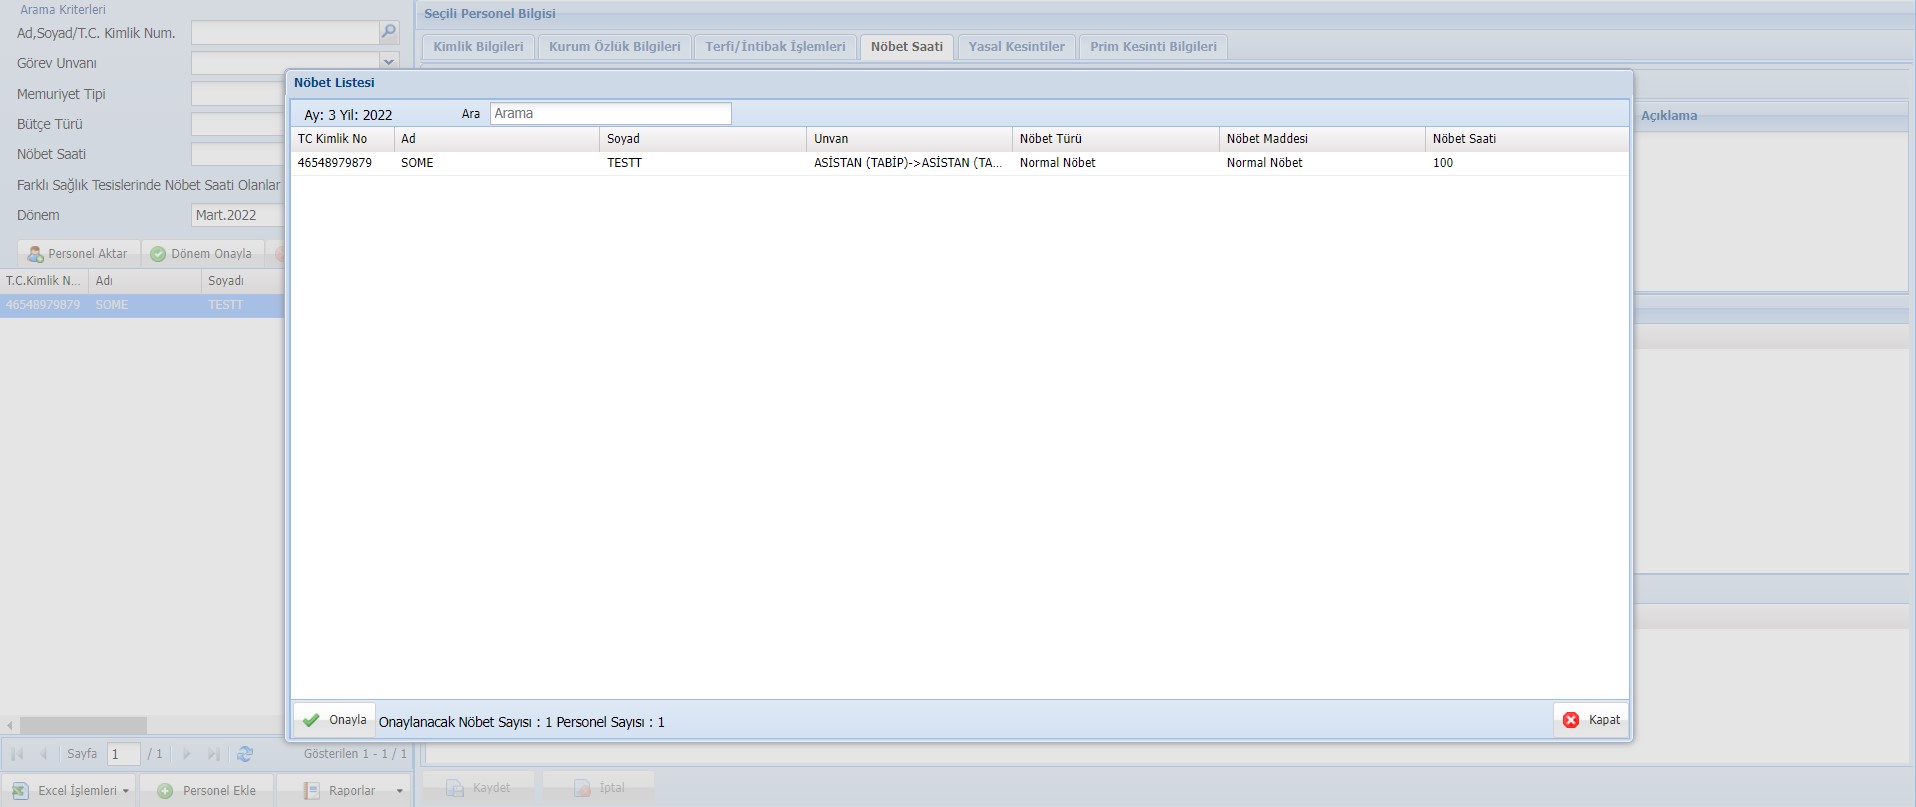 Arama Kriterleri
Ad,Soyad/T.C. Kimlik Num.
Görev Unvanı
Memuriyet Tipi
Bütçe Türü
Nöbet Saati
Farklı Sağlık Tesislerinde Nöbet Saati Olanlar
Dönem Mart.2022
Personel Aktar Dönem Onayla
T.C.Kimlik N... Adı Soyadı
46548979879 SOME TESTT
Sayfa 1 / 1 Gösterilen 1 - 1 / 1
Excel İşlemleri Personel Ekle Raporlar
Seçili Personel Bilgisi
Kimlik Bilgileri Kurum Özlük Bilgileri Terfi/İntibak İşlemleri Nöbet Saati Yasal Kesintiler Prim Kesinti Bilgileri
Açıklama
Nöbet Listesi
Ay: 3 Yil: 2022 Ara Arama
TC Kimlik No Ad Soyad Unvan Nöbet Türü Nöbet Maddesi Nöbet Saati
46548979879 SOME TESTT ASİSTAN (TABİP)->ASİSTAN (TA... Normal Nöbet Normal Nöbet 100
Onayla Onaylanacak Nöbet Sayısı : 1 Personel Sayısı : 1 Kapat
Kaydet İptal